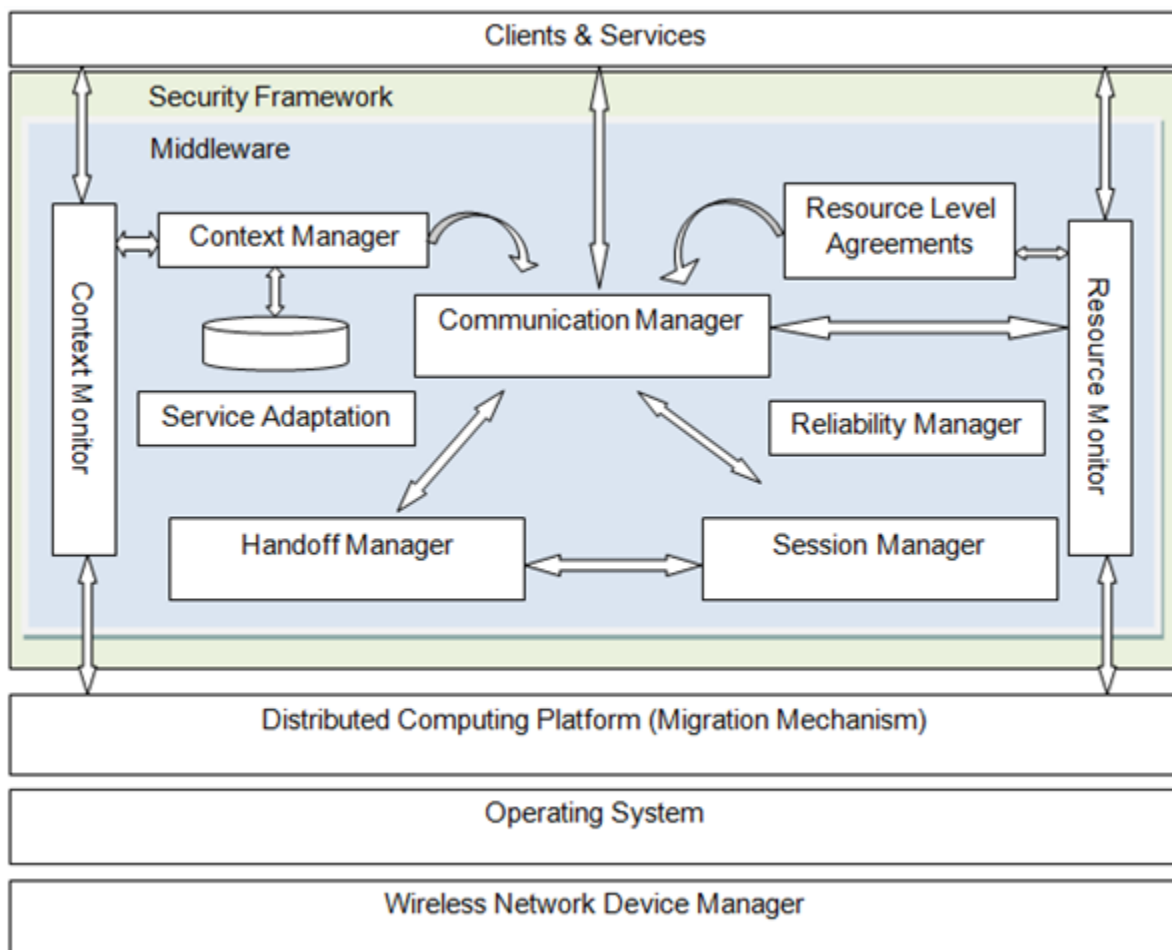 Clients & Services
Security Framework
Middleware
Context Manager
Resource Level
Agreements
Communication Manager
Context Monitor
Resource Monitor
Service Adaptation
Reliability Manager
Handoff Manager
Session Manager
Distributed Computing Platform (Migration Mechanism)
Operating System
Wireless Network Device Manager